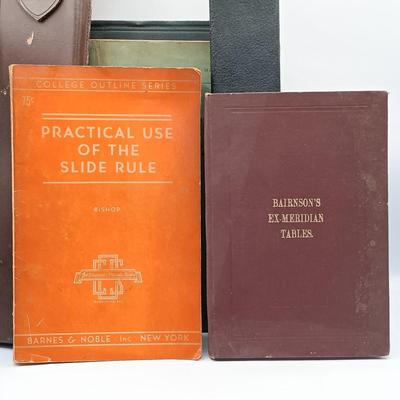 COLLEGE OUTLINE SERIES
75¢
PRACTICAL USE
OF THE
SLIDE RULE
BISHOP
BARNES & NOBLE Inc NEW YORK
BAIRNSON'S
EX-MERIDIAN
TABLES.